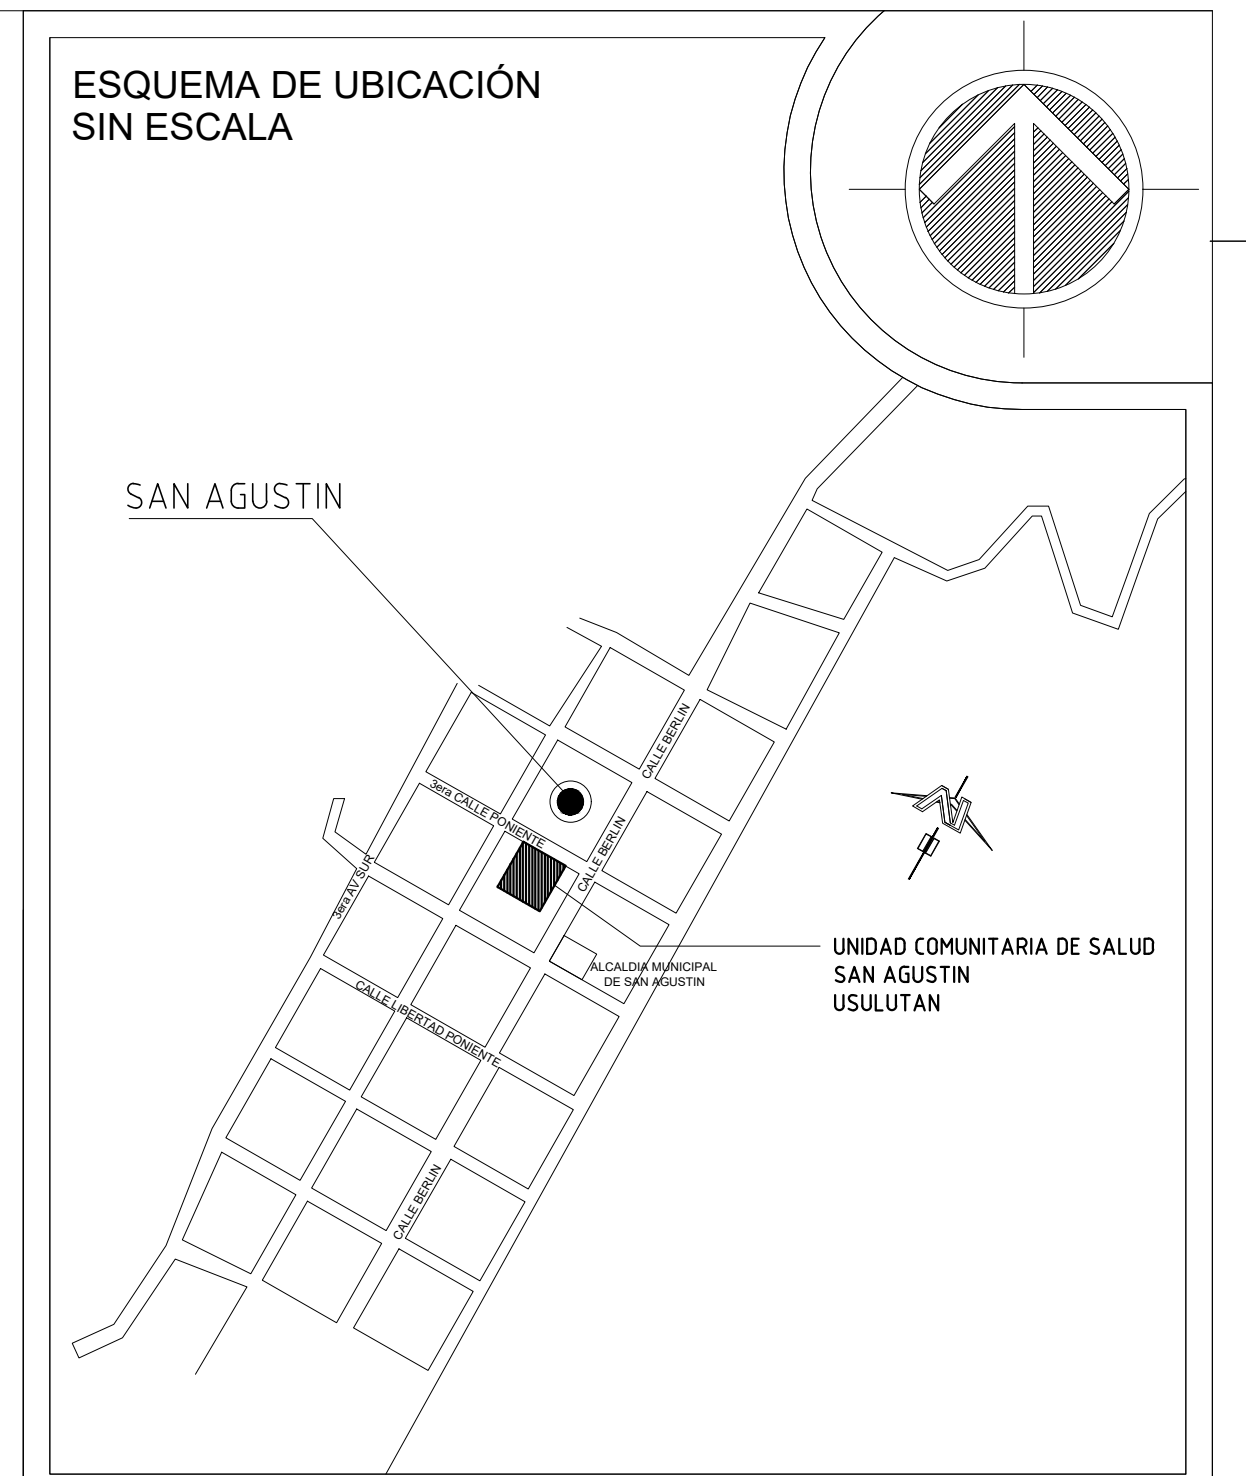 ESQUEMA DE UBICACIÓN
SIN ESCALA
SAN AGUSTIN
CALLE BERLIN
3era CALLE PONIENTE
CALLE BERLIN
3era AV SUR
UNIDAD COMUNITARIA DE SALUD
SAN AGUSTIN
USULUTAN
ALCALDIA MUNICIPAL
DE SAN AGUSTIN
CALLE LIBERTAD PONIENTE
CALLE BERLIN
N